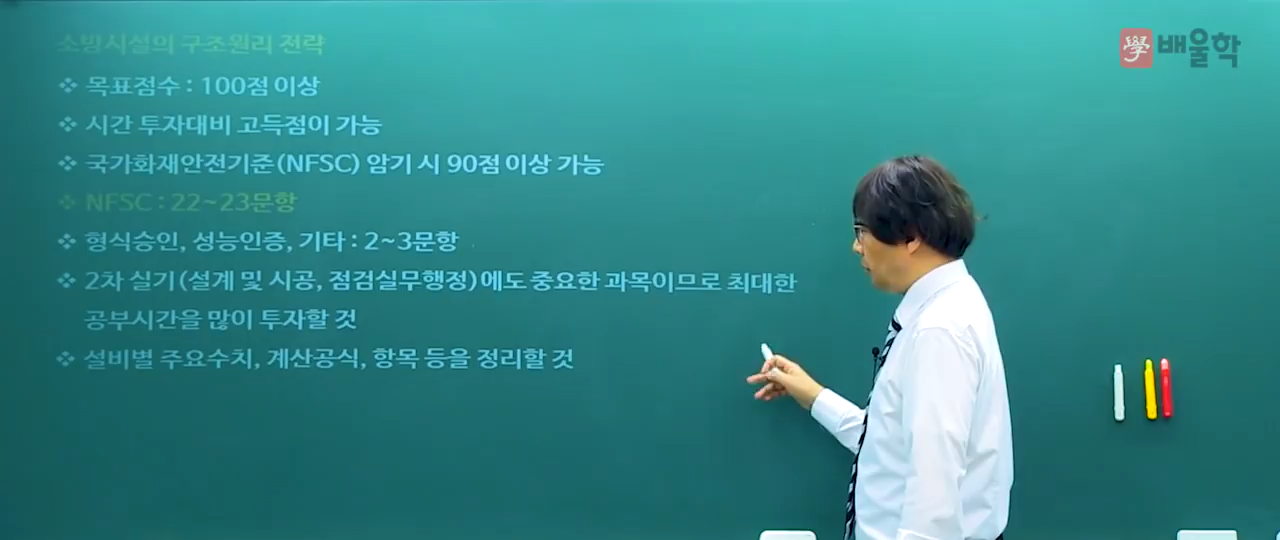 소방시설의 구조원리 전략
學 배울학
❖ 목표점수 : 100점 이상
❖ 시간 투자대비 고득점이 가능
❖ 국가화재안전기준(NFSC) 암기 시 90점 이상 가능
❖ NFSC : 22~23문항
❖ 형식승인, 성능인증, 기타 : 2~3문항
❖ 2차 실기(설계 및 시공, 점검실무행정)에도 중요한 과목이므로 최대한
공부시간을 많이 투자할 것
❖ 설비별 주요수치, 계산공식, 항목 등을 정리할 것